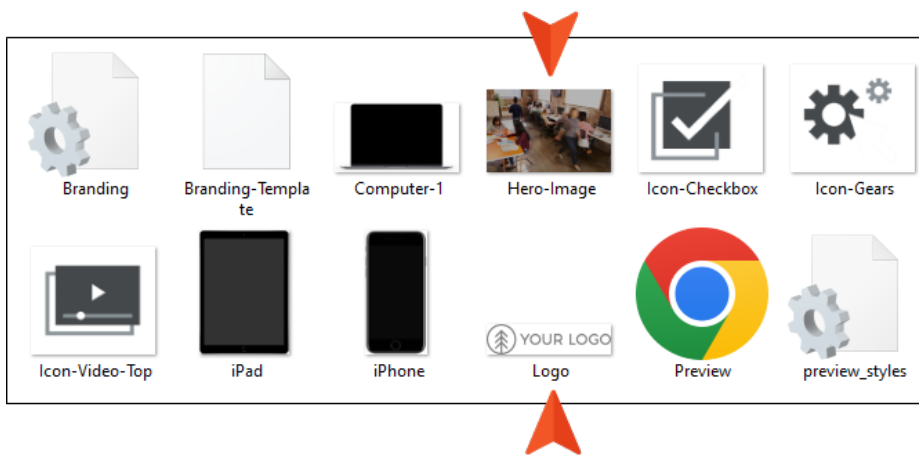 Branding
Branding-Templa
te
Computer-1
Hero-Image
Icon-Checkbox
Icon-Gears
Icon-Video-Top
iPad
iPhone
YOUR LOGO
Logo
Preview
preview_styles